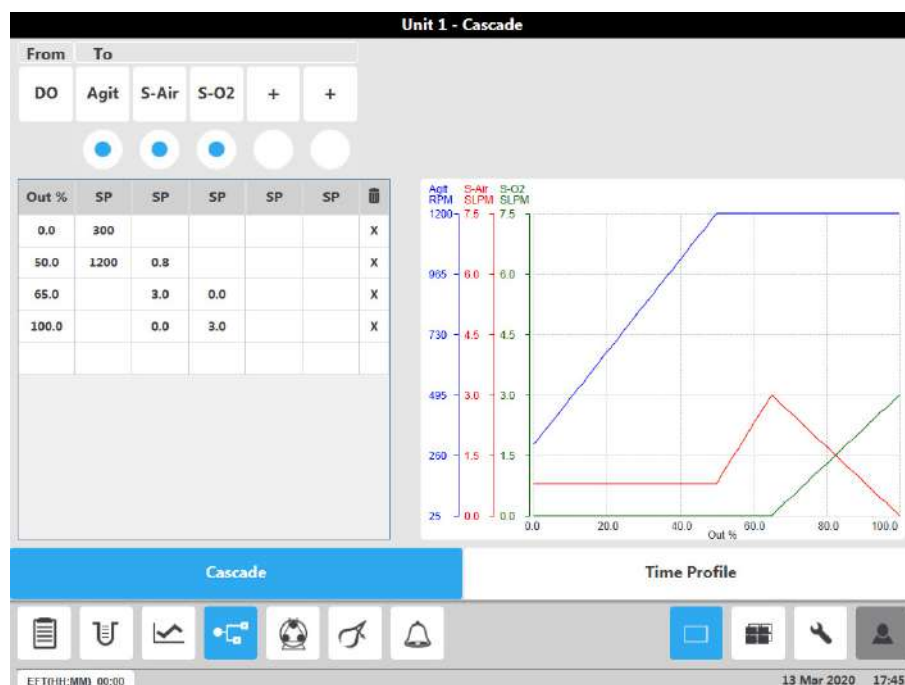 Unit 1 - Cascade
From To
DO Agit S-Air S-O2 + +
Out % SP SP SP SP SP
0.0 300 X
50.0 1200 0.8 X
65.0 3.0 0.0 X
100.0 0.0 3.0 X
Agit S-Air S-O2
RPM SLPM SLPM
1200 7.5 7.5
965 6.0 6.0
730 4.5 4.5
495 3.0 3.0
260 1.5 1.5
25 0.0 0.0
0.0 20.0 40.0 60.0 80.0 100.0
Out %
Cascade Time Profile
EFT(HH:MM) 00:00 13 Mar 2020 17:45